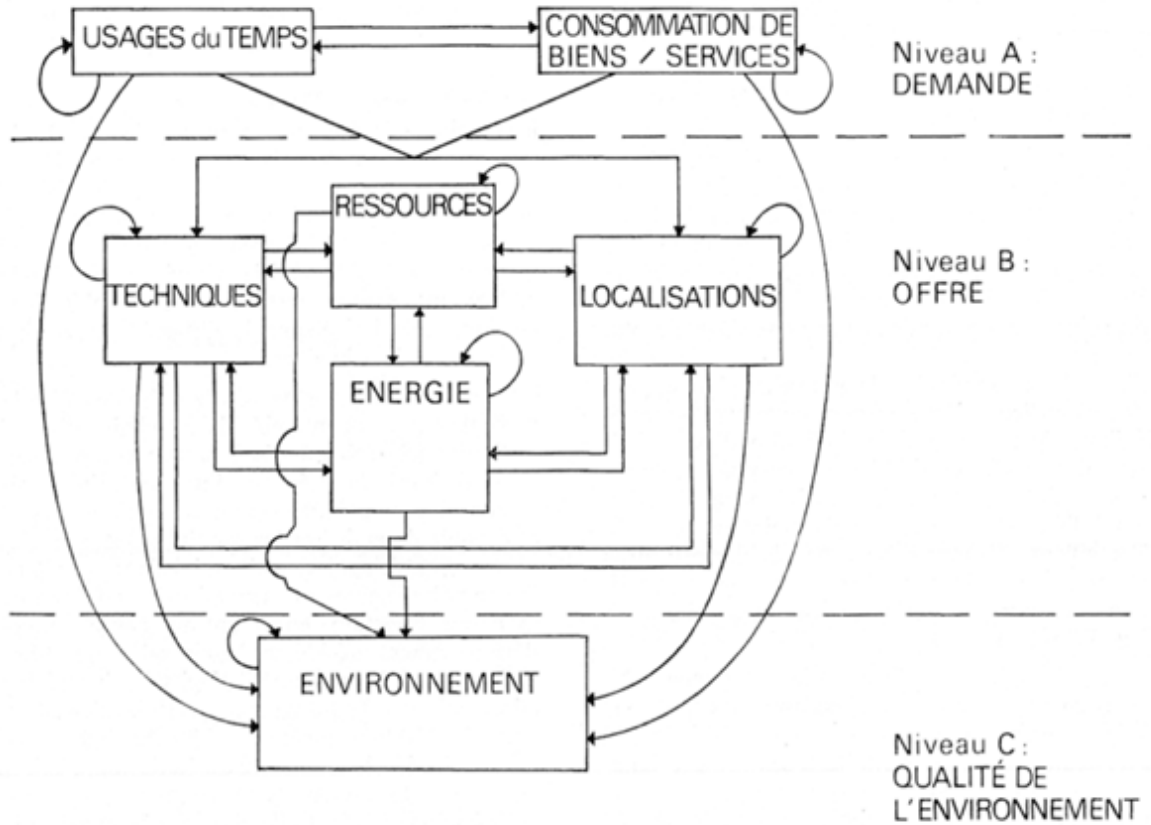 USAGES du TEMPS
CONSOMMATION DE
BIENS / SERVICES
Niveau A :
DEMANDE
RESSOURCES
TECHNIQUES
LOCALISATIONS
Niveau B :
OFFRE
ENERGIE
ENVIRONNEMENT
Niveau C :
QUALITÉ DE
L'ENVIRONNEMENT